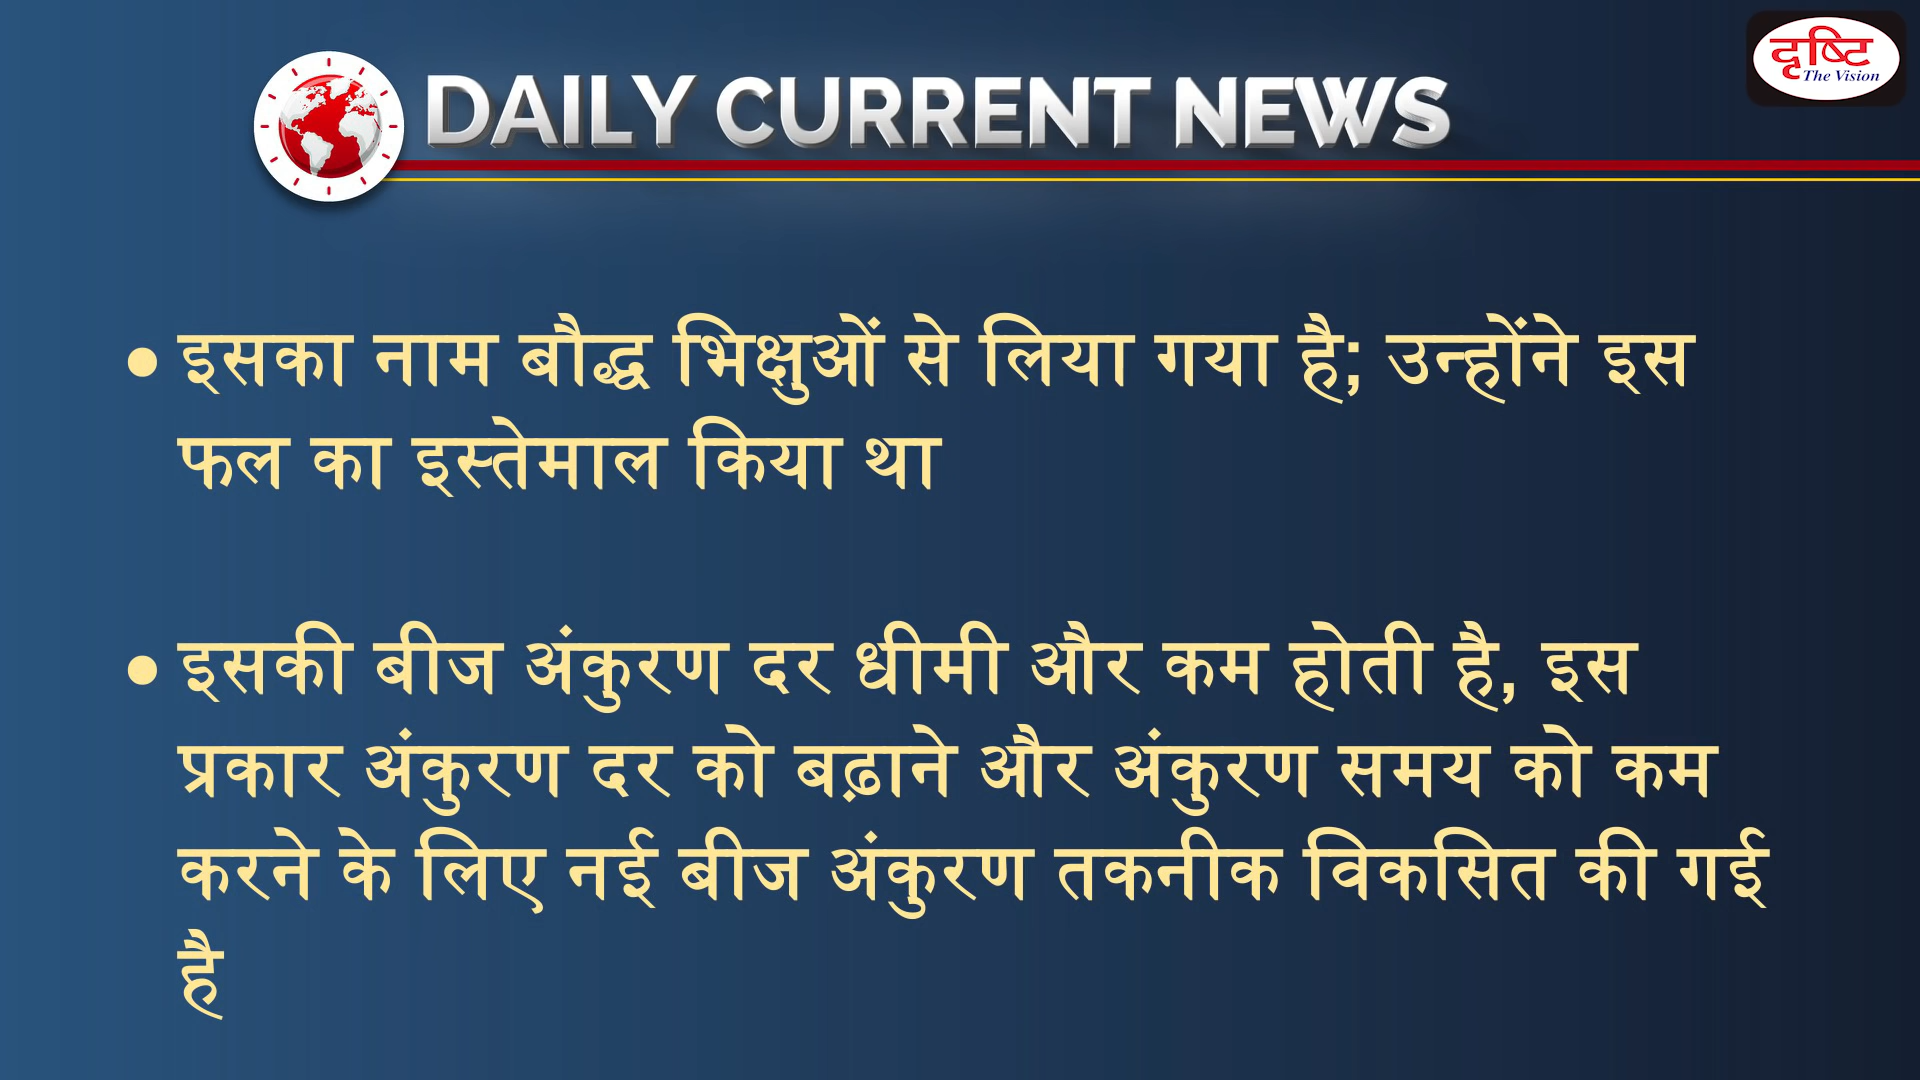 दृष्टि
The Vision
DAILY CURRENT NEWS
• इसका नाम बौद्ध भिक्षुओं से लिया गया है; उन्होंने इस
फल का इस्तेमाल किया था
• इसकी बीज अंकुरण दर धीमी और कम होती है, इस
प्रकार अंकुरण दर को बढ़ाने और अंकुरण समय को कम
करने के लिए नई बीज अंकुरण तकनीक विकसित की गई
है